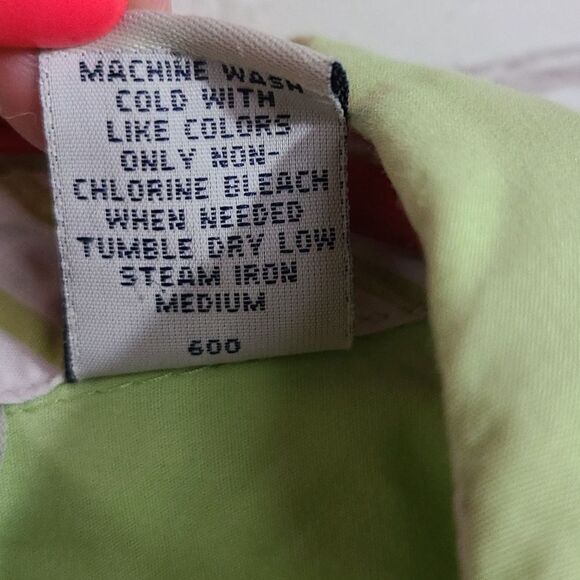 MACHINE WASH
COLD WITH
LIKE COLORS
ONLY NON-
CHLORINE BLEACH
WHEN NEEDED
TUMBLE DRY LOW
STEAM IRON
MEDIUM
600